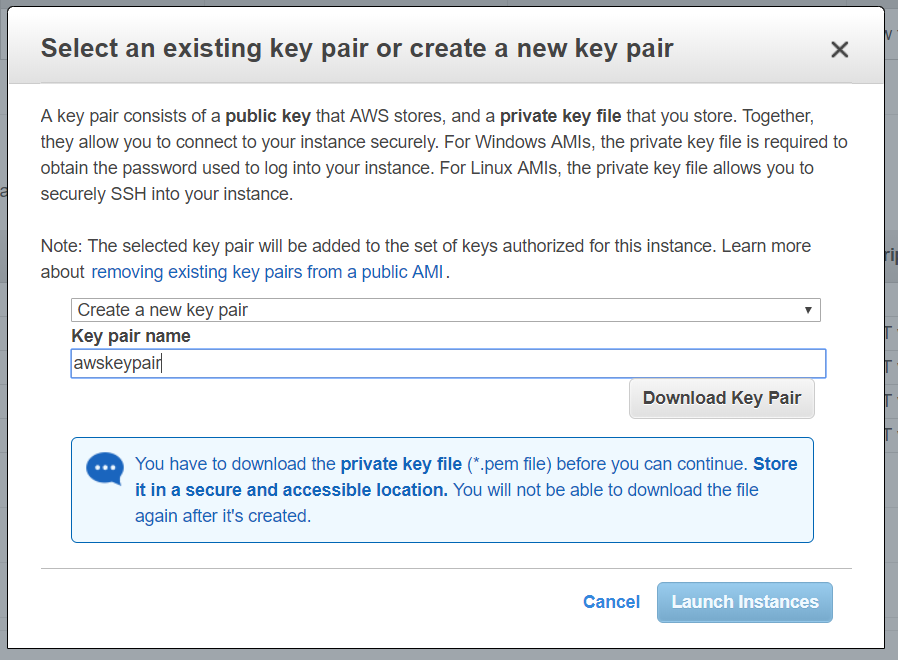 Select an existing key pair or create a new key pair
A key pair consists of a public key that AWS stores, and a private key file that you store. Together,
they allow you to connect to your instance securely. For Windows AMIs, the private key file is required to
obtain the password used to log into your instance. For Linux AMIs, the private key file allows you to
securely SSH into your instance.
Note: The selected key pair will be added to the set of keys authorized for this instance. Learn more
about removing existing key pairs from a public AMI.
Create a new key pair
Key pair name
awskeypair
Download Key Pair
You have to download the private key file (*.pem file) before you can continue. Store
it in a secure and accessible location. You will not be able to download the file
again after it's created.
Cancel Launch Instances